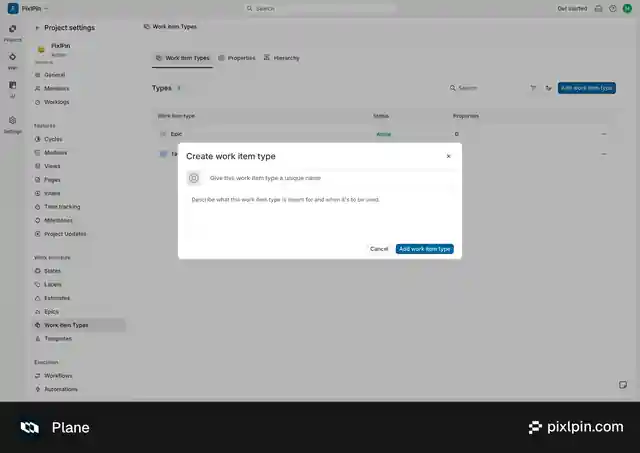 PixlPin
Search
Get started
Projects
Wiki
AI
Settings
Project settings
PixlPin
Admin
General
Members
Worklogs
Features
Cycles
Modules
Views
Pages
Intake
Time tracking
Milestones
Project Updates
Work structure
States
Labels
Estimates
Epics
Work Item Types
Templates
Execution
Workflows
Automations
Work Item Types
Work Item Types
Properties
Hierarchy
Types
Search
Add work item type
Work item type
Status
Properties
Epic
Active
0
Create work item type
Give this work item type a unique name
Describe what this work item type is meant for and when it's to be used.
Cancel
Add work item type
Plane
pixlpin.com